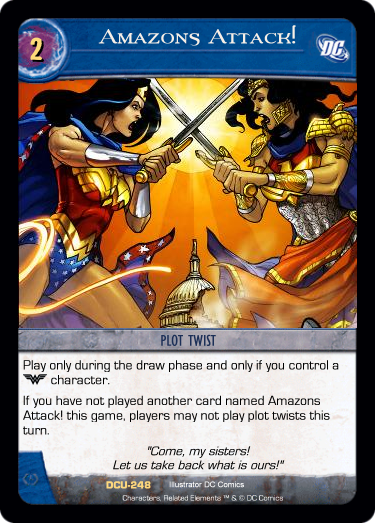 2
Amazons Attack!
DC
PLOT TWIST
Play only during the draw phase and only if you control a
character.
If you have not played another card named Amazons
Attack! this game, players may not play plot twists this
turn.
"Come, my sisters!
Let us take back what is ours!"
DCU-248 Illustrator DC Comics
Characters, Related Elements ™ & © DC Comics